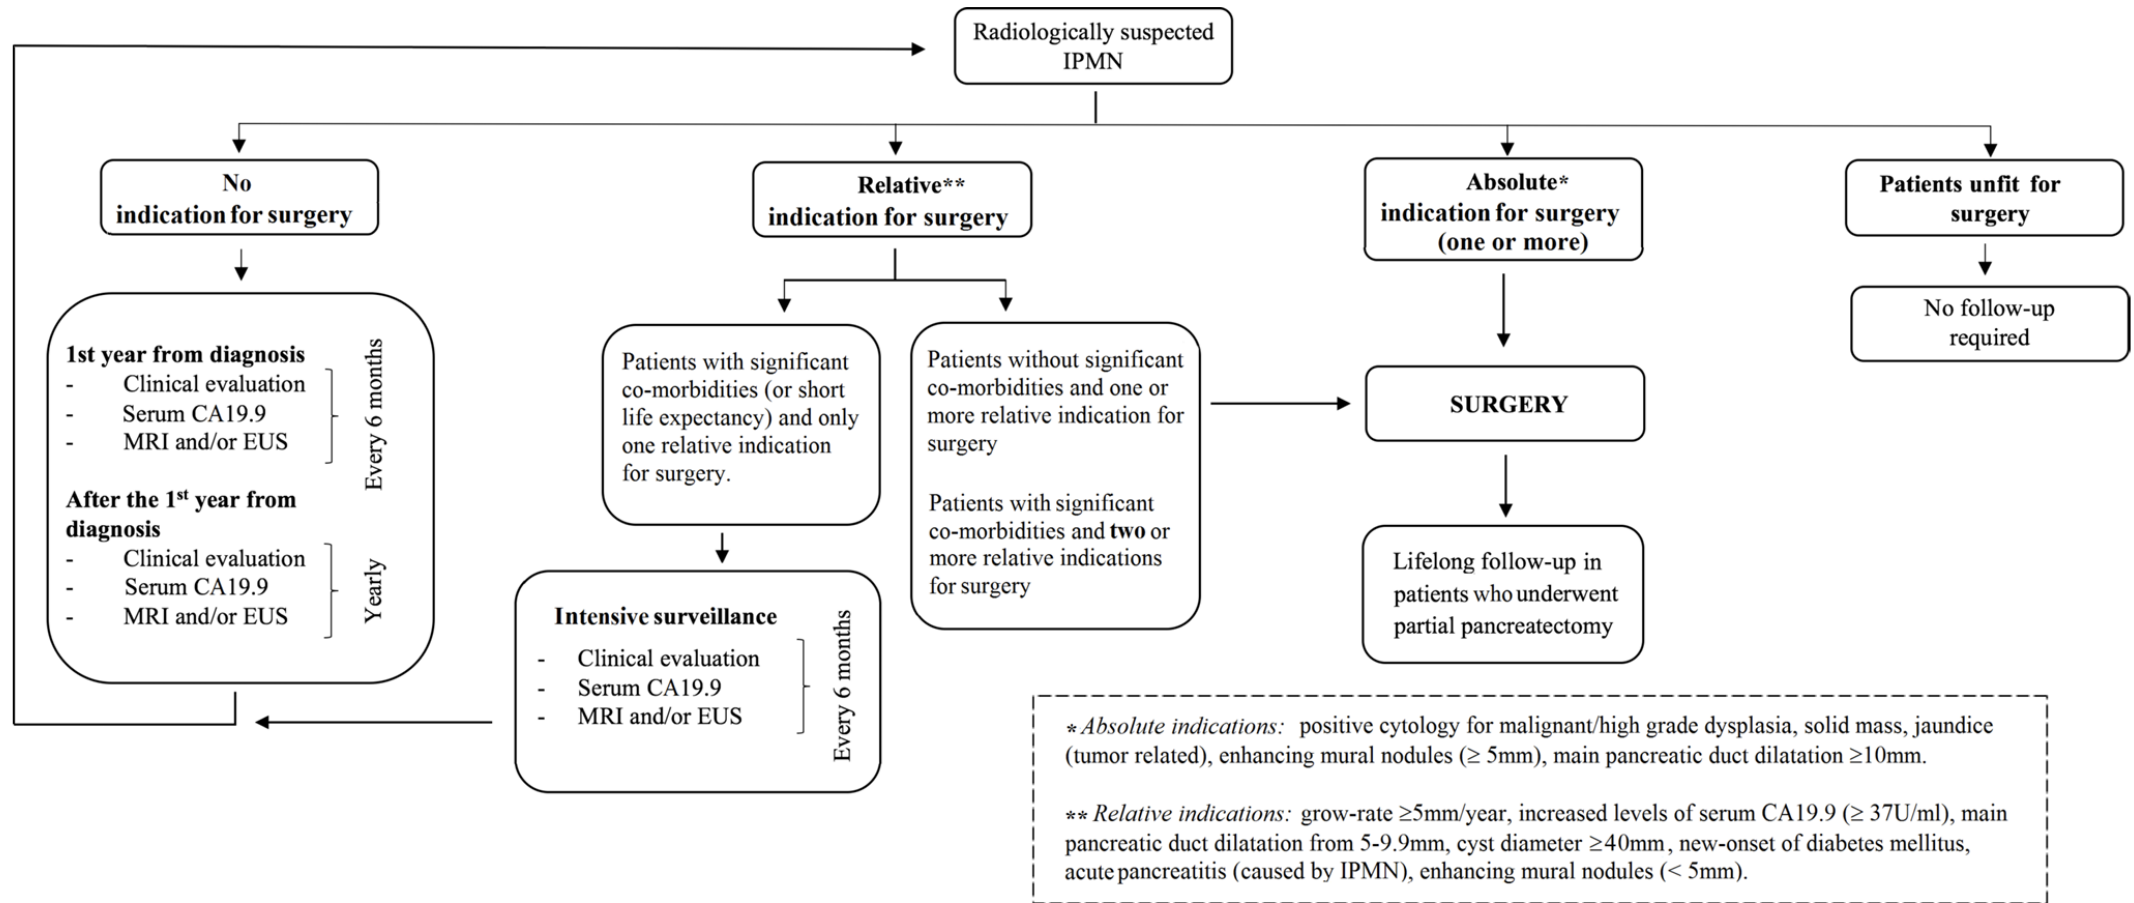 Radiologically suspected
IPMN
No
indication for surgery
1st year from diagnosis
- Clinical evaluation
- Serum CA19.9
- MRI and/or EUS
Every 6 months
After the 1st year from
diagnosis
- Clinical evaluation
- Serum CA19.9
- MRI and/or EUS
Yearly
Relative**
indication for surgery
Patients with significant
co-morbidities (or short
life expectancy) and only
one relative indication
for surgery.
Intensive surveillance
- Clinical evaluation
- Serum CA19.9
- MRI and/or EUS
Every 6 months
Patients without significant
co-morbidities and one or
more relative indication for
surgery
Patients with significant
co-morbidities and two or
more relative indications
for surgery
Absolute*
indication for surgery
(one or more)
SURGERY
Lifelong follow-up in
patients who underwent
partial pancreatectomy
Patients unfit for
surgery
No follow-up
required
* Absolute indications: positive cytology for malignant/high grade dysplasia, solid mass, jaundice
(tumor related), enhancing mural nodules (≥ 5mm), main pancreatic duct dilatation ≥10mm.
** Relative indications: grow-rate ≥5mm/year, increased levels of serum CA19.9 (≥ 37U/ml), main
pancreatic duct dilatation from 5-9.9mm, cyst diameter ≥40mm, new-onset of diabetes mellitus,
acute pancreatitis (caused by IPMN), enhancing mural nodules (< 5mm).